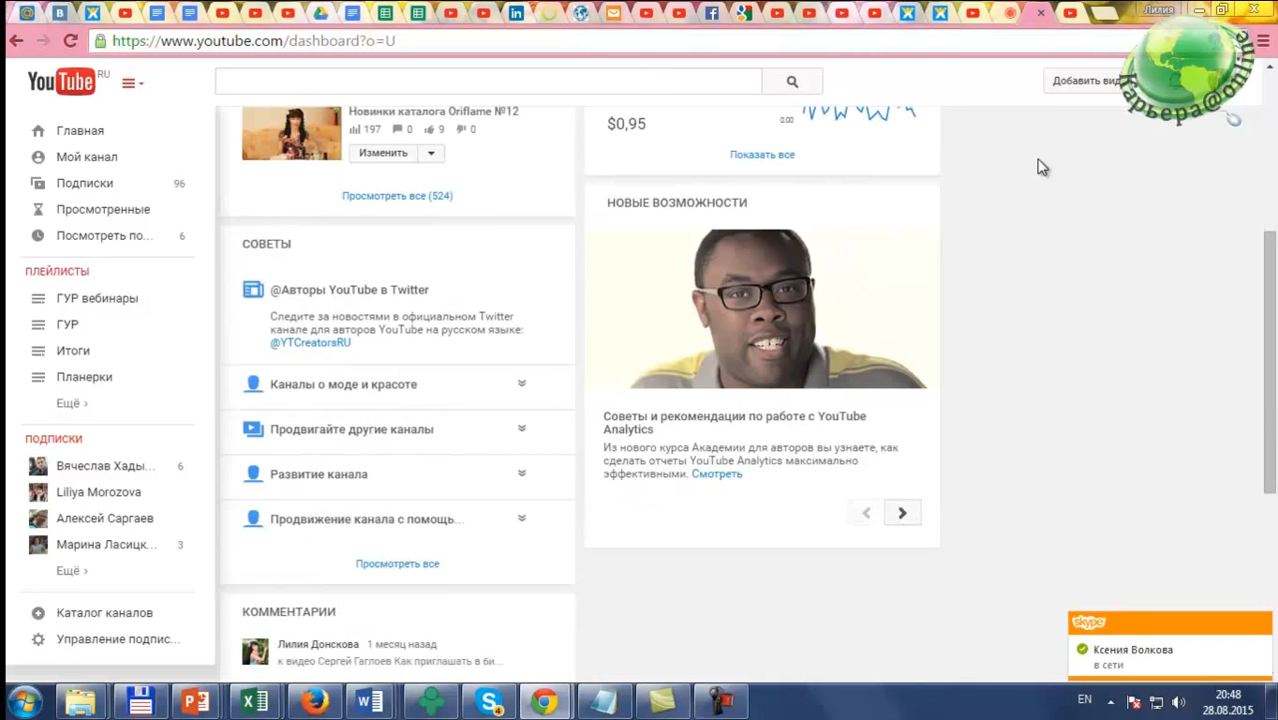 Лилия
https://www.youtube.com/dashboard?o=U
YouTube RU
Добавить вид
Карьера@online
Главная
Мой канал
Подписки 96
Просмотренные
Посмотреть по... 6
ПЛЕЙЛИСТЫ
ГУР вебинары
ГУР
Итоги
Планерки
Ещё ›
ПОДПИСКИ
Вячеслав Хады... 6
Liliya Morozova
Алексей Саргаев
Марина Ласицк... 3
Ещё ›
Каталог каналов
Управление подпис...
Новинки каталога Oriflame №12
197 0 9 0
Изменить
Просмотреть все (524)
СОВЕТЫ
@Авторы YouTube в Twitter
Следите за новостями в официальном Twitter
канале для авторов YouTube на русском языке:
@YTCreatorsRU
Каналы о моде и красоте
Продвигайте другие каналы
Развитие канала
Продвижение канала с помощь...
Просмотреть все
КОММЕНТАРИИ
Лилия Донскова 1 месяц назад
к видео Сергей Гаглоев Как приглашать в би...
$0,95
0.00
Показать все
НОВЫЕ ВОЗМОЖНОСТИ
Советы и рекомендации по работе с YouTube
Analytics
Из нового курса Академии для авторов вы узнаете, как
сделать отчеты YouTube Analytics максимально
эффективными. Смотреть
skype
Ксения Волкова
в сети
EN
20:48
28.08.2015